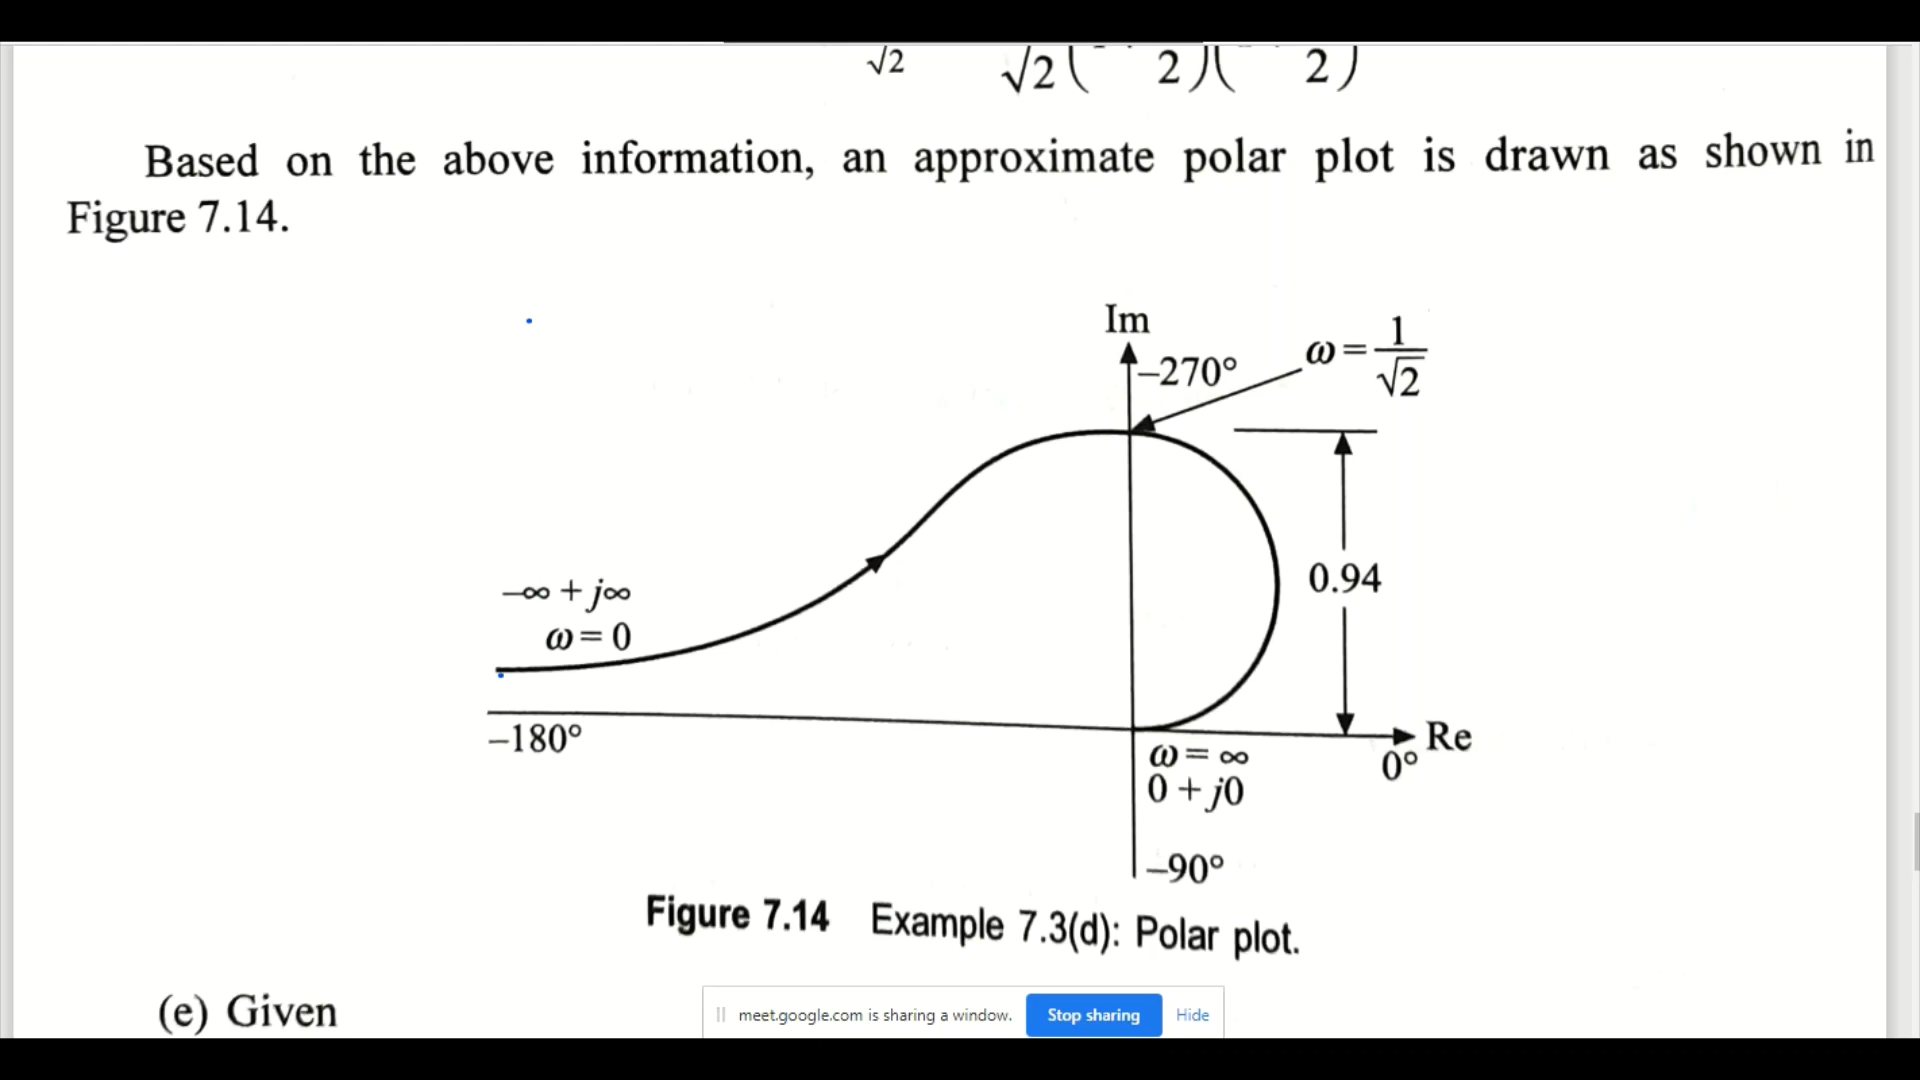 √2 √2( 2)( 2)
Based on the above information, an approximate polar plot is drawn as shown in
Figure 7.14.
Im
–270°
ω = 1/√2
0.94
–∞ + j∞
ω = 0
–180°
Re
0°
ω = ∞
0 + j0
–90°
Figure 7.14 Example 7.3(d): Polar plot.
(e) Given
meet.google.com is sharing a window. Stop sharing Hide